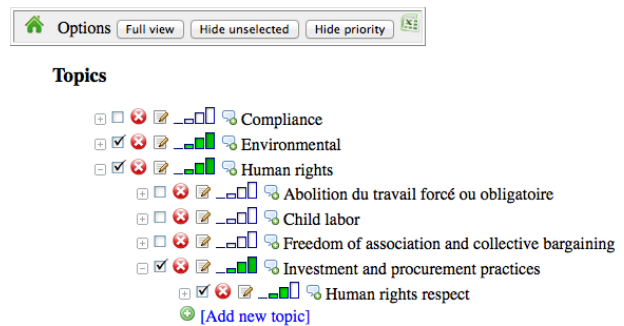 Options Full view Hide unselected Hide priority
Topics
Compliance
Environmental
Human rights
Abolition du travail forcé ou obligatoire
Child labor
Freedom of association and collective bargaining
Investment and procurement practices
Human rights respect
[Add new topic]